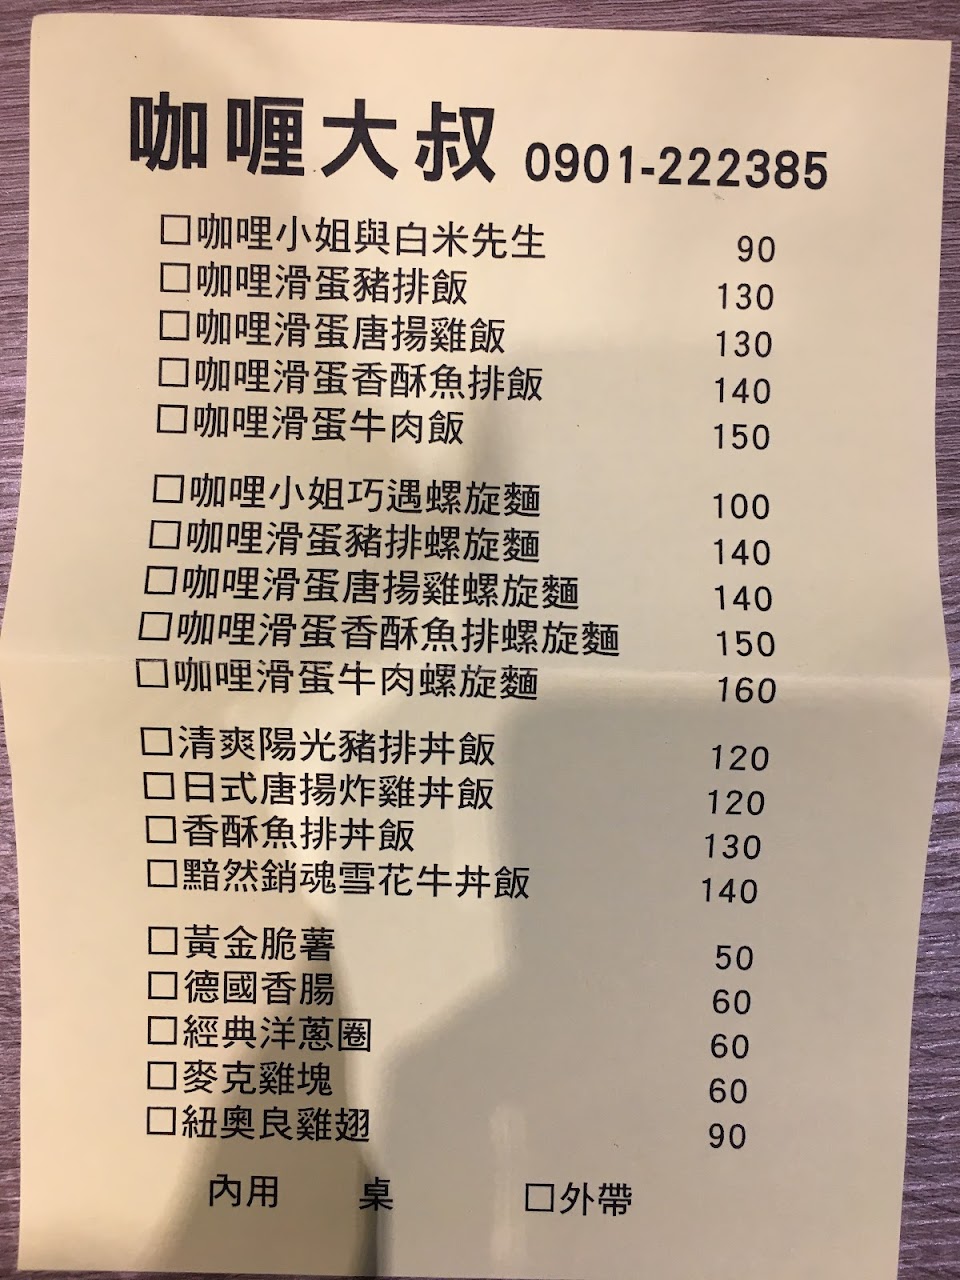 咖喱大叔 0901-222385
□咖哩小姐與白米先生 90
□咖哩滑蛋豬排飯 130
□咖哩滑蛋唐揚雞飯 130
□咖哩滑蛋香酥魚排飯 140
□咖哩滑蛋牛肉飯 150
□咖哩小姐巧遇螺旋麵 100
□咖哩滑蛋豬排螺旋麵 140
□咖哩滑蛋唐揚雞螺旋麵 140
□咖哩滑蛋香酥魚排螺旋麵 150
□咖哩滑蛋牛肉螺旋麵 160
□清爽陽光豬排丼飯 120
□日式唐揚炸雞丼飯 120
□香酥魚排丼飯 130
□黯然銷魂雪花牛丼飯 140
□黃金脆薯 50
□德國香腸 60
□經典洋蔥圈 60
□麥克雞塊 60
□紐奧良雞翅 90
內用 桌 □外帶